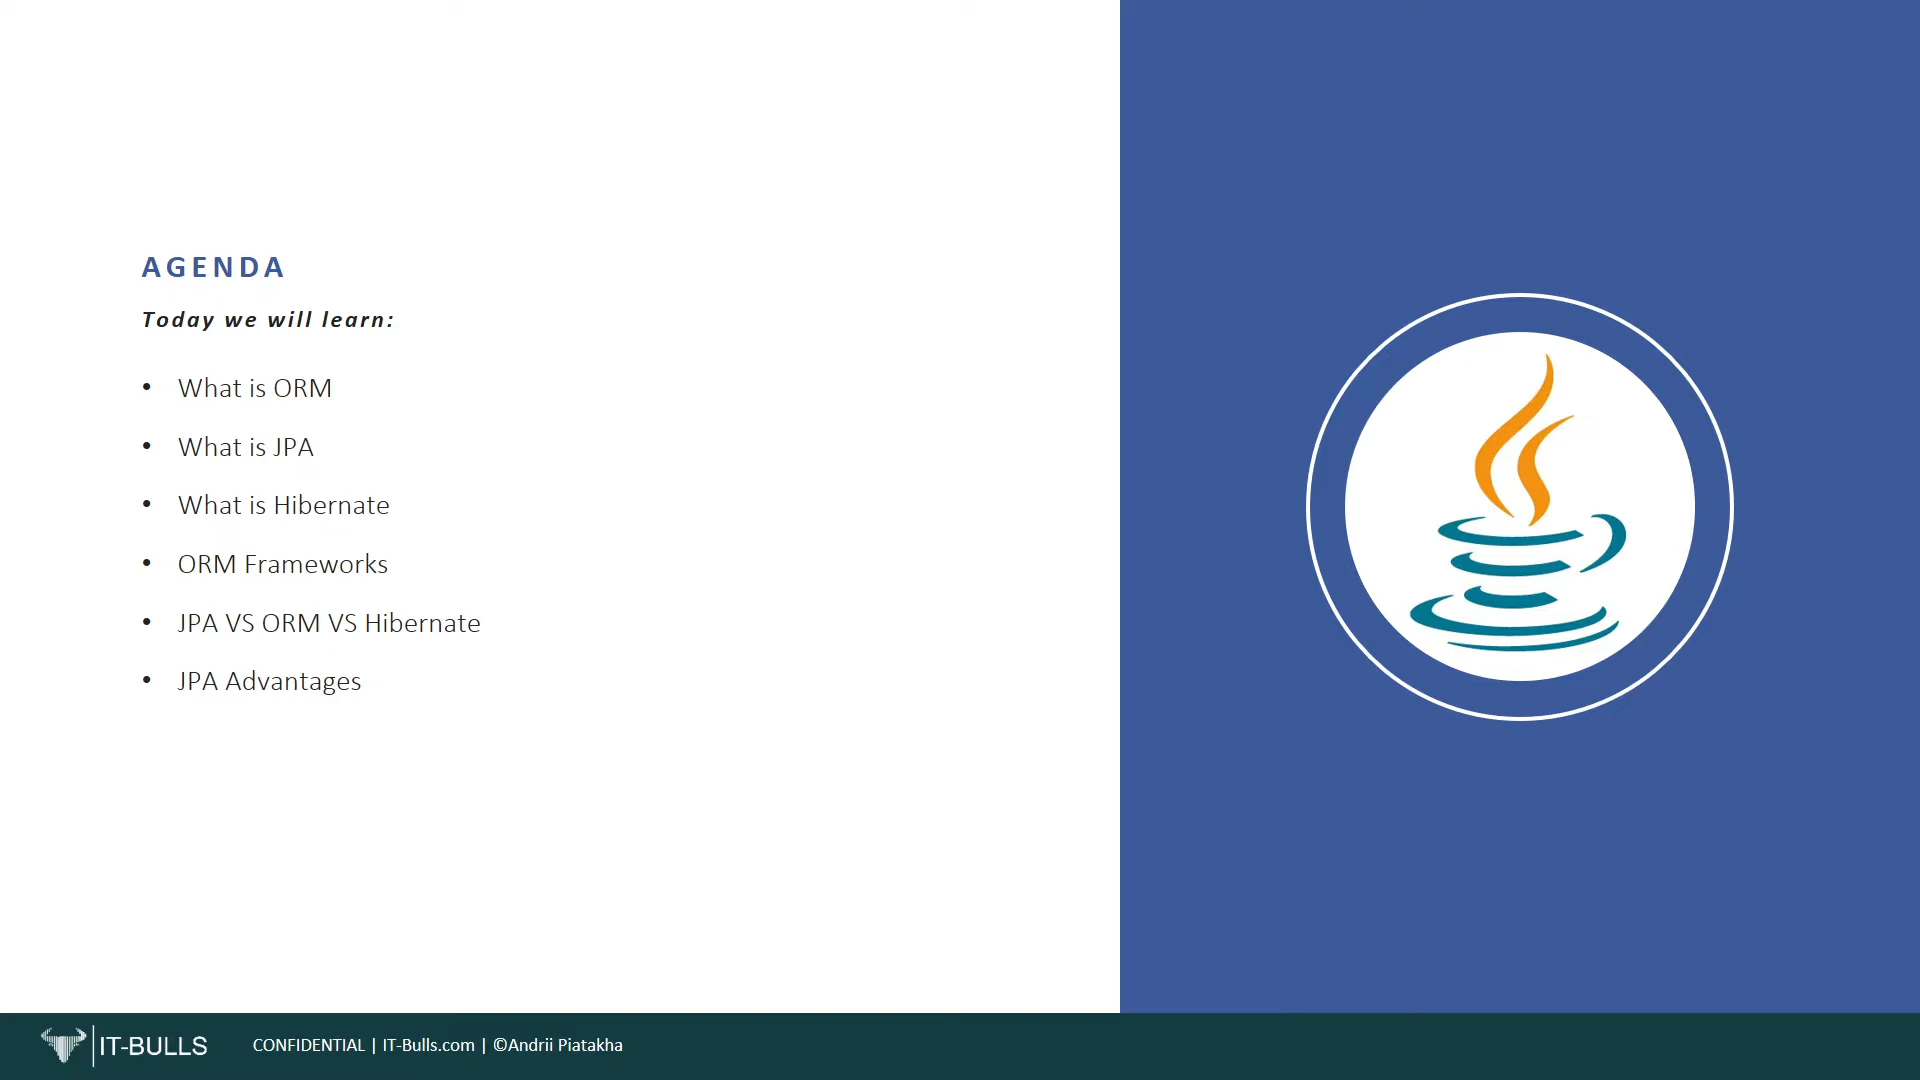 AGENDA
Today we will learn:
• What is ORM
• What is JPA
• What is Hibernate
• ORM Frameworks
• JPA VS ORM VS Hibernate
• JPA Advantages
IT-BULLS CONFIDENTIAL | IT-Bulls.com | ©Andrii Piatakha